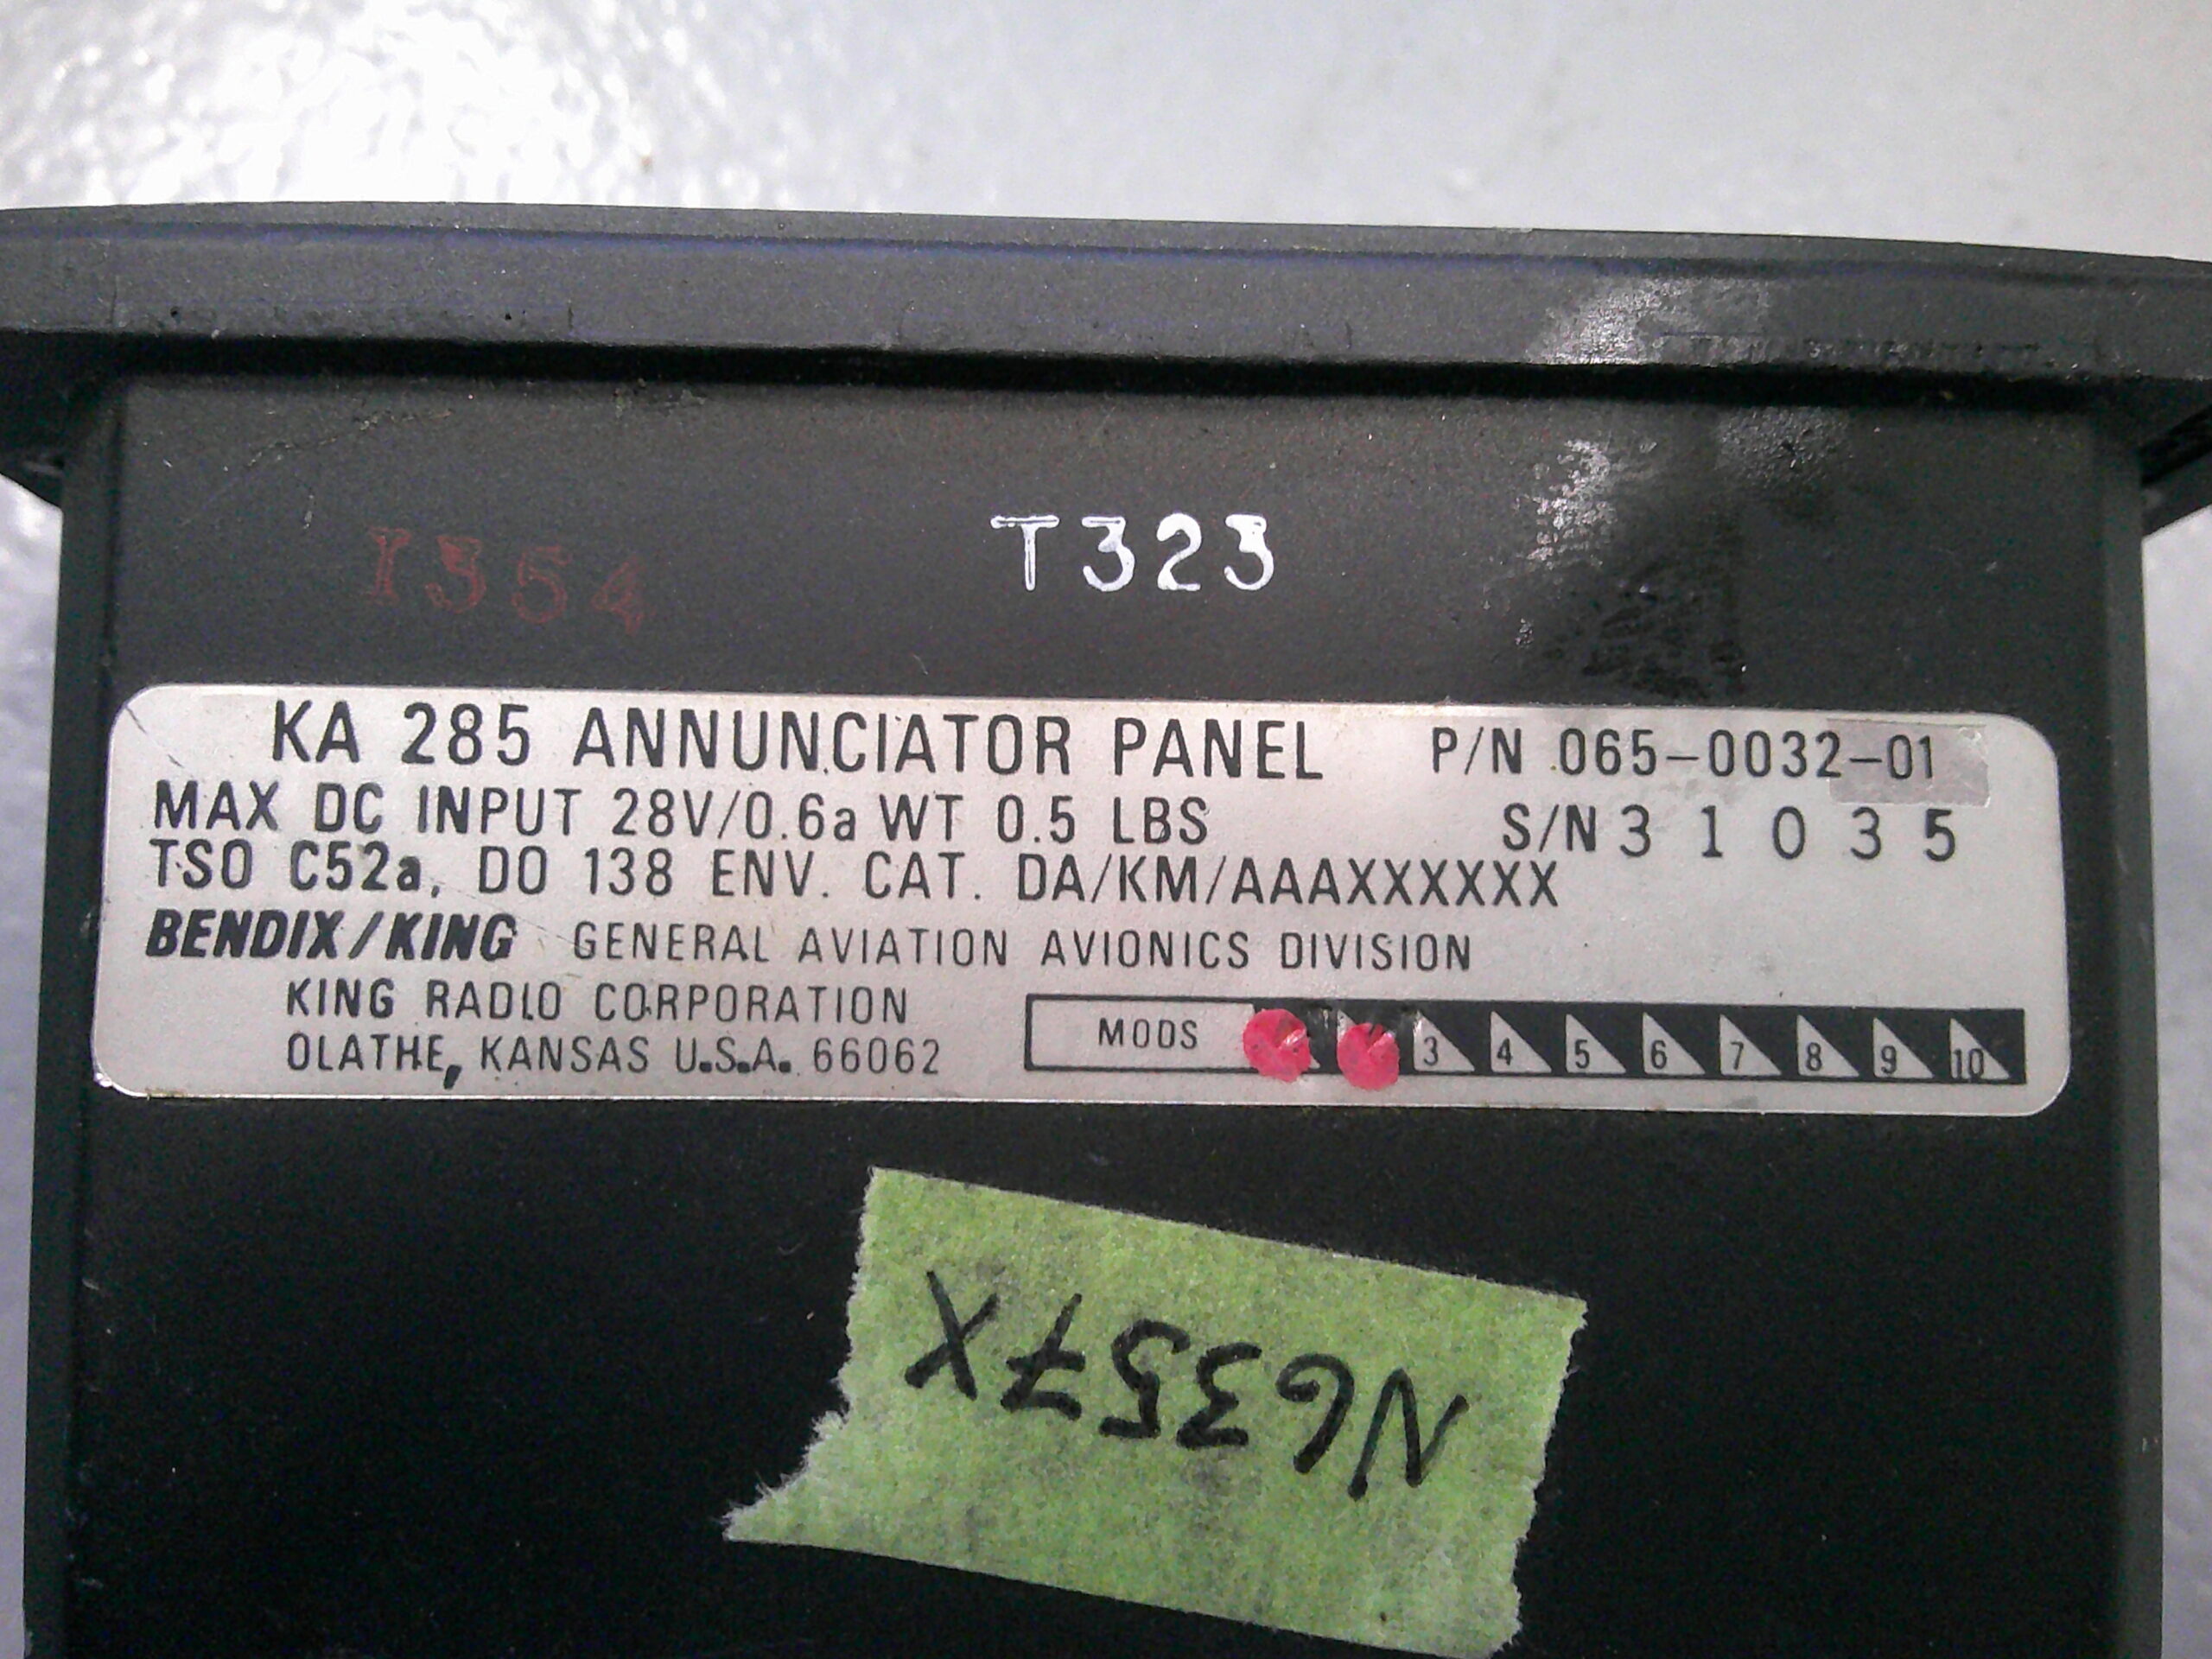 1354
T323
KA 285 ANNUNCIATOR PANEL P/N 065-0032-01
MAX DC INPUT 28V/0.6a WT 0.5 LBS S/N 3 1 0 3 5
TSO C52a, DO 138 ENV. CAT. DA/KM/AAAXXXXXX
BENDIX/KING GENERAL AVIATION AVIONICS DIVISION
KING RADIO CORPORATION
OLATHE, KANSAS U.S.A. 66062
MODS 3 4 5 6 7 8 9 10
N6357X